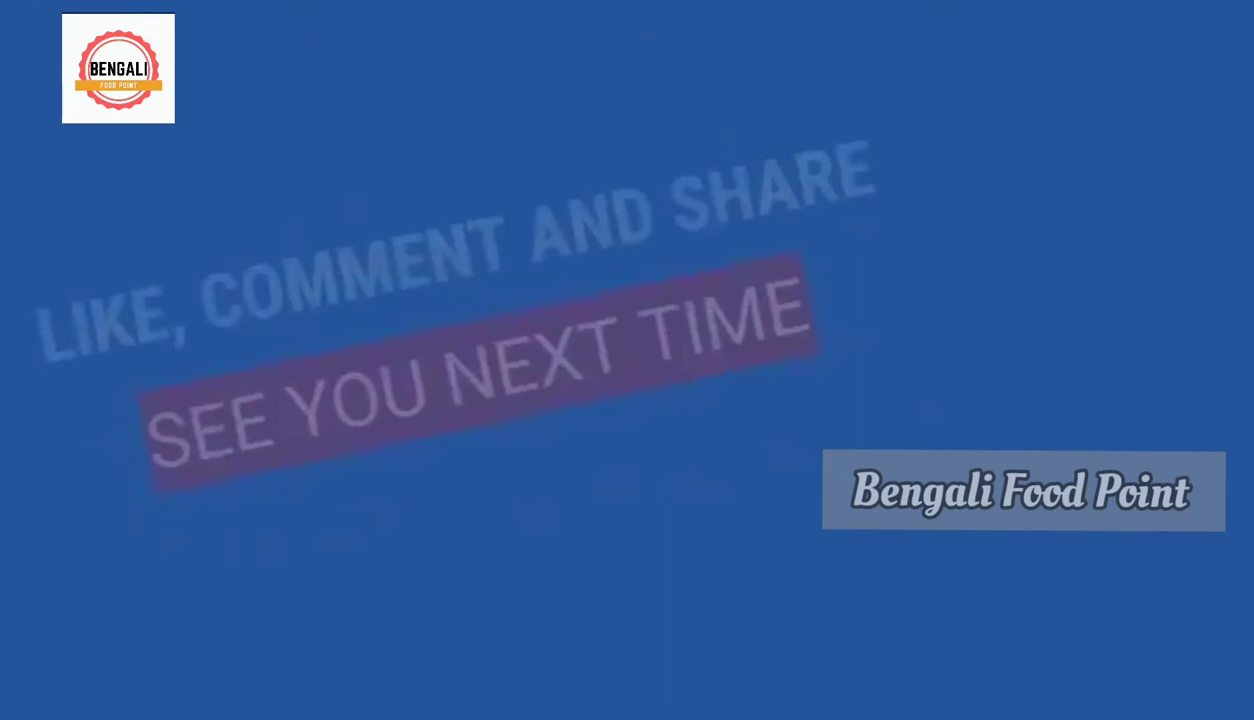 BENGALI
FOOD POINT
LIKE, COMMENT AND SHARE
SEE YOU NEXT TIME
Bengali Food Point